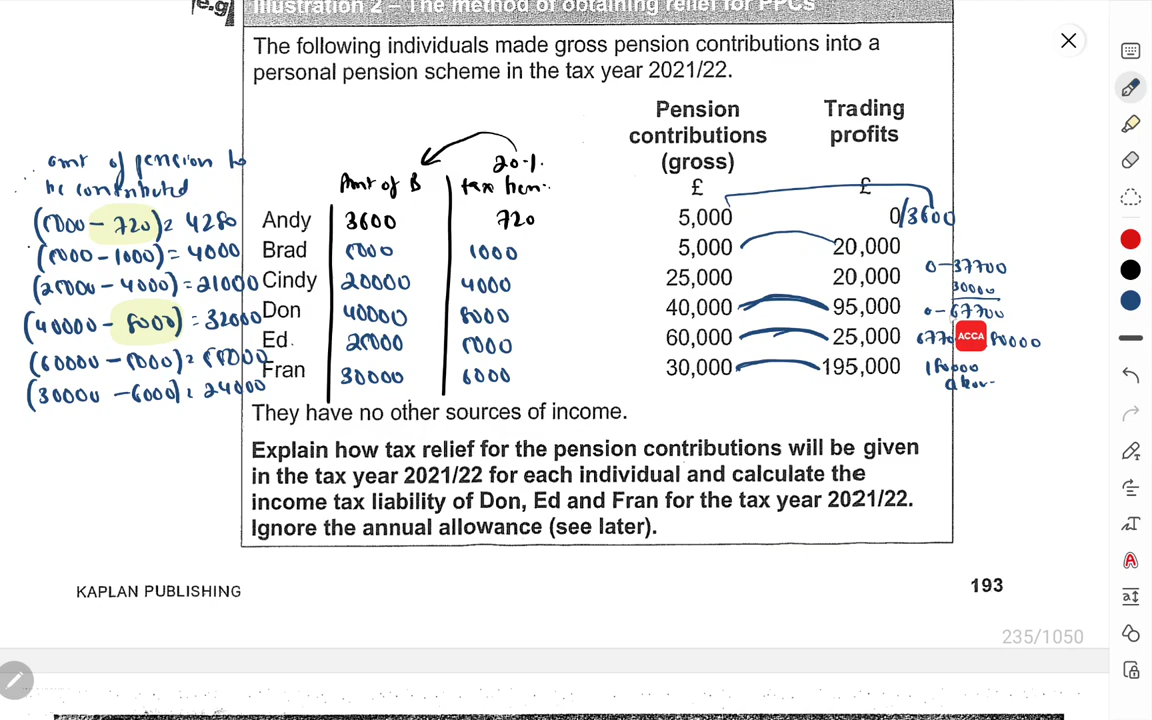 e.g
Illustration 2 – The method of obtaining relief for PPCs
The following individuals made gross pension contributions into a
personal pension scheme in the tax year 2021/22.
Pension contributions (gross) Trading profits
amt of pension to
be contributed
Amt of B 20%
tax ben.
£ £
(5000 - 720) = 4280 Andy 3600 720 5,000 0/3600
(5000 - 1000) = 4000 Brad 5000 1000 5,000 20,000
0-37700
(25000 - 4000) = 21000 Cindy 20000 4000 25,000 20,000
30000
(40000 - 8000) = 32000 Don 40000 8000 40,000 95,000
0-67700
(60000 - 5000) = 55000 Ed. 25000 5000 60,000 25,000
6770 ACCA
(30000 - 6000) = 24000 Fran 30000 6000 30,000 195,000
150000
They have no other sources of income.
Explain how tax relief for the pension contributions will be given
in the tax year 2021/22 for each individual and calculate the
income tax liability of Don, Ed and Fran for the tax year 2021/22.
Ignore the annual allowance (see later).
KAPLAN PUBLISHING 193
235/1050